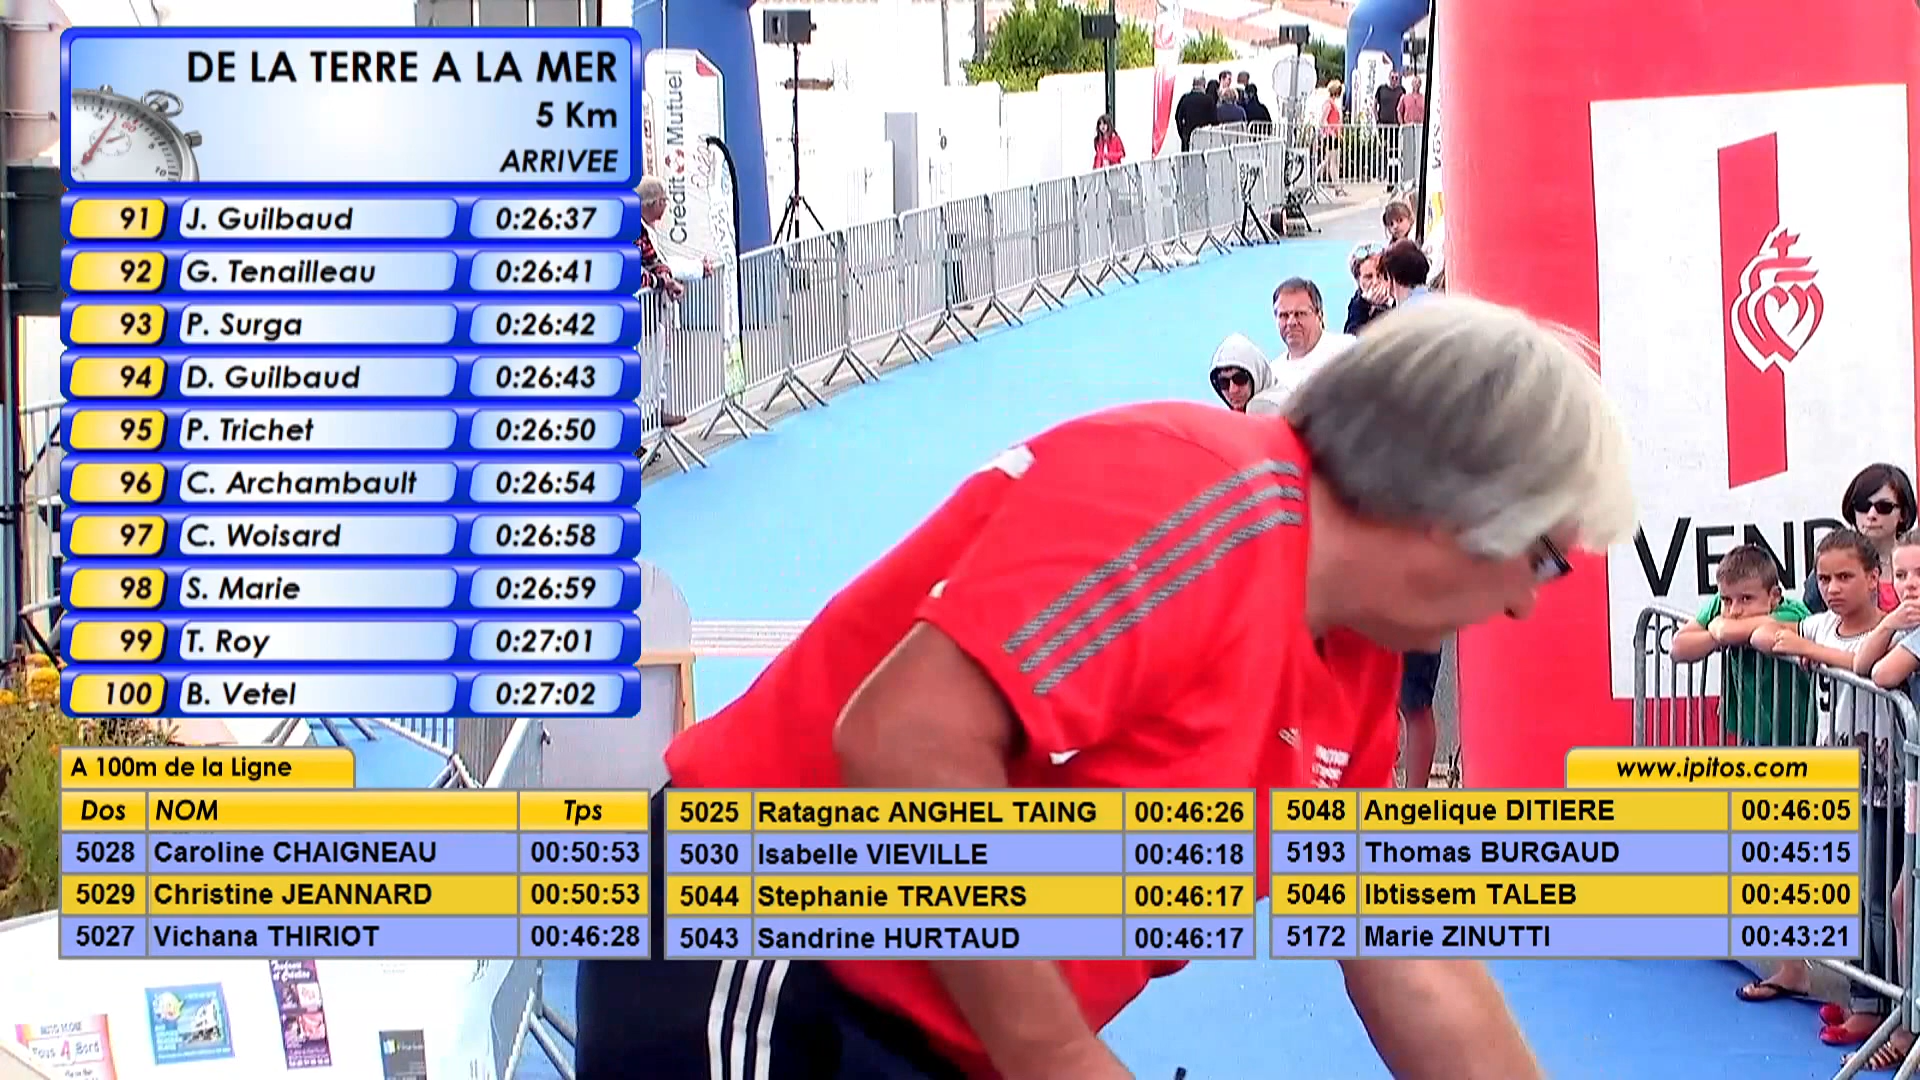 DE LA TERRE A LA MER
5 Km
ARRIVEE
91 J. Guilbaud 0:26:37
92 G. Tenailleau 0:26:41
93 P. Surga 0:26:42
94 D. Guilbaud 0:26:43
95 P. Trichet 0:26:50
96 C. Archambault 0:26:54
97 C. Woisard 0:26:58
98 S. Marie 0:26:59
99 T. Roy 0:27:01
100 B. Vetel 0:27:02
Crédit Mutuel
VEND
A 100m de la Ligne
www.ipitos.com
Dos NOM Tps
5028 Caroline CHAIGNEAU 00:50:53
5029 Christine JEANNARD 00:50:53
5027 Vichana THIRIOT 00:46:28
5025 Ratagnac ANGHEL TAING 00:46:26
5030 Isabelle VIEVILLE 00:46:18
5044 Stephanie TRAVERS 00:46:17
5043 Sandrine HURTAUD 00:46:17
5048 Angelique DITIERE 00:46:05
5193 Thomas BURGAUD 00:45:15
5046 Ibtissem TALEB 00:45:00
5172 Marie ZINUTTI 00:43:21